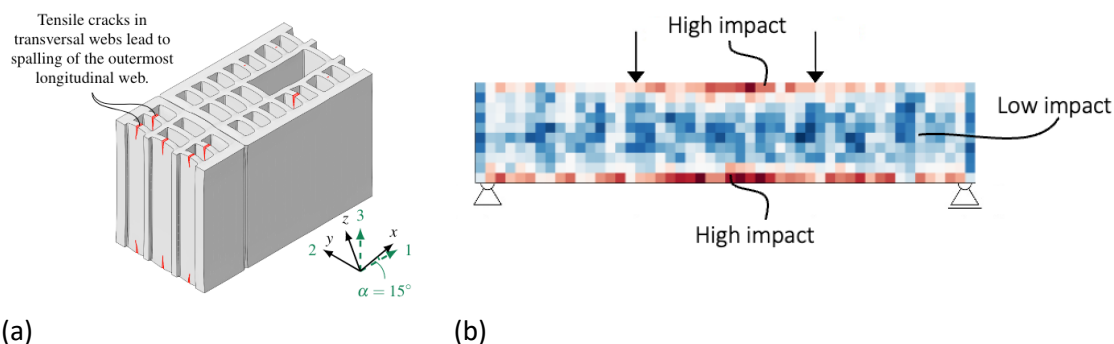 Tensile cracks in
transversal webs lead to
spalling of the outermost
longitudinal web.
z 3 x
2 y 1
α = 15°
(a)
High impact
Low impact
High impact
(b)